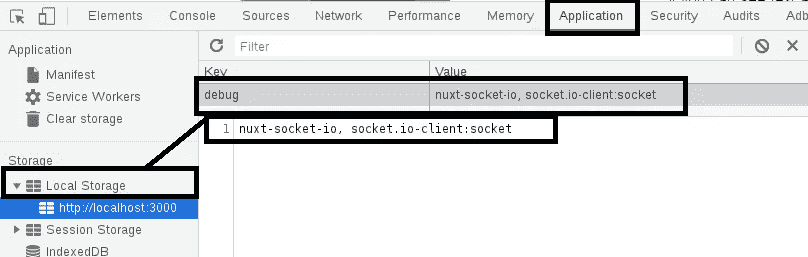 Elements Console Sources Network Performance Memory Application Security Audits Adb
Application
Manifest
Service Workers
Clear storage
Storage
Local Storage
http://localhost:3000
Session Storage
IndexedDB
Filter
Key Value
debug nuxt-socket-io, socket.io-client:socket
1 nuxt-socket-io, socket.io-client:socket